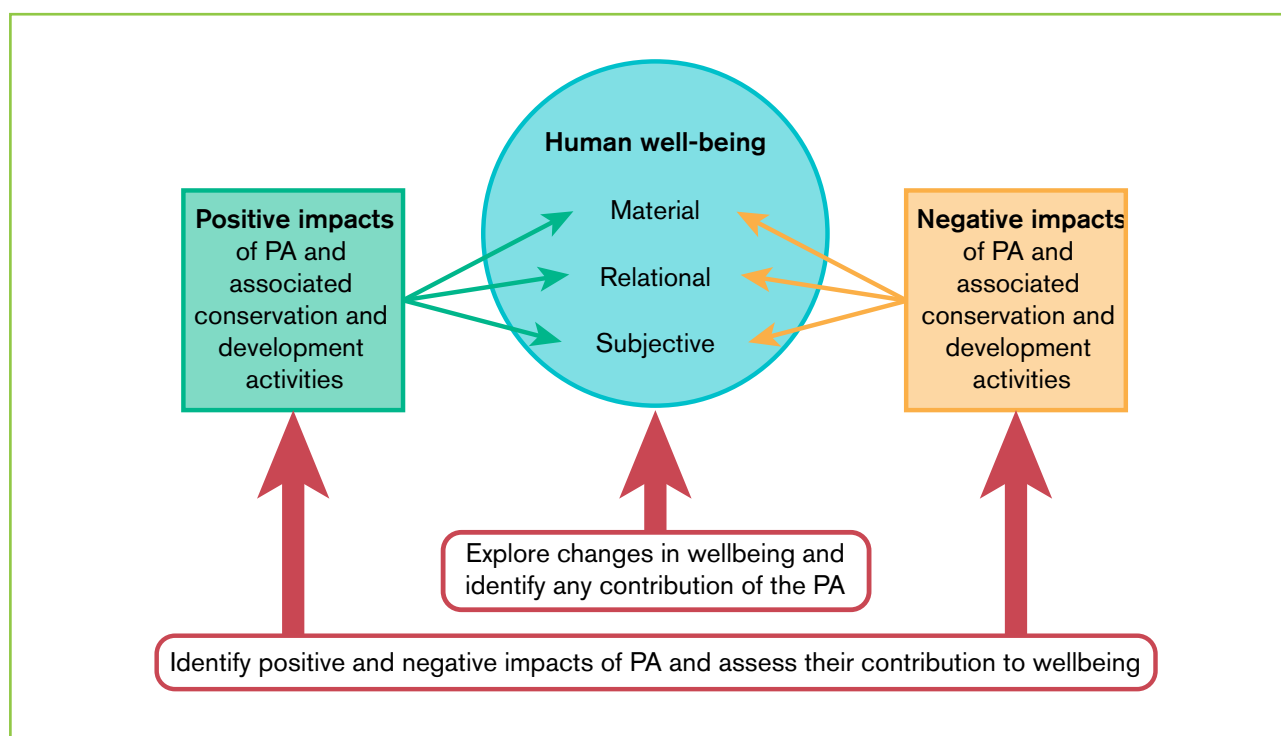 Human well-being
Material
Relational
Subjective
Positive impacts
of PA and
associated
conservation and
development
activities
Negative impacts
of PA and
associated
conservation and
development
activities
Explore changes in wellbeing and
identify any contribution of the PA
Identify positive and negative impacts of PA and assess their contribution to wellbeing